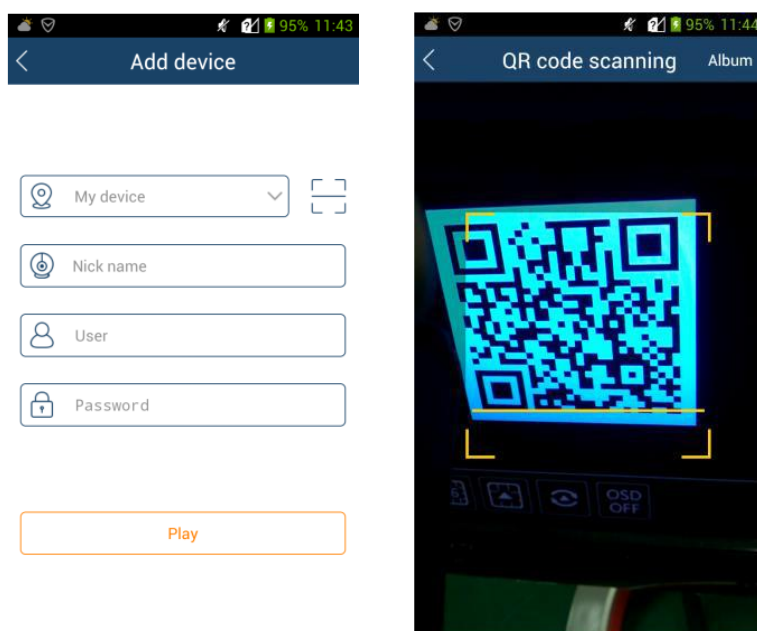 95% 11:43
Add device
My device
Nick name
User
Password
Play
95% 11:44
QR code scanning Album
OSD
OFF